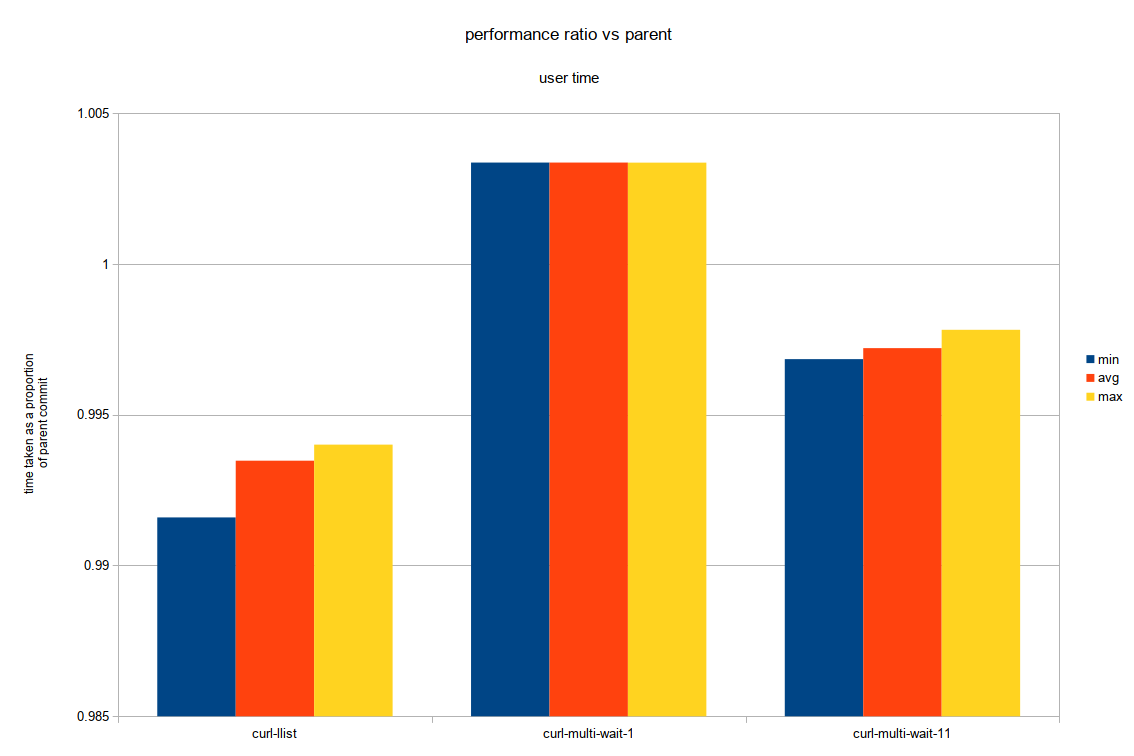 performance ratio vs parent
user time
1.005
1
0.995
0.99
0.985
time taken as a proportion
of parent commit
curl-llist
curl-multi-wait-1
curl-multi-wait-11
min
avg
max